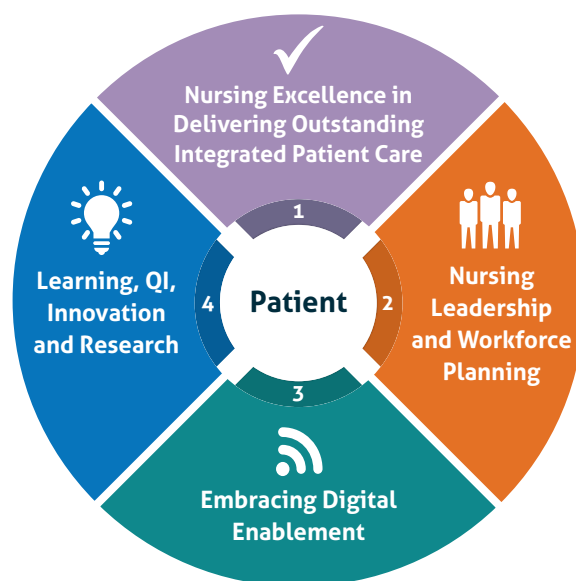 Nursing Excellence in
Delivering Outstanding
Integrated Patient Care
1
Nursing
Leadership
and Workforce
Planning
2
Patient
3
Embracing Digital
Enablement
4
Learning, QI,
Innovation
and Research